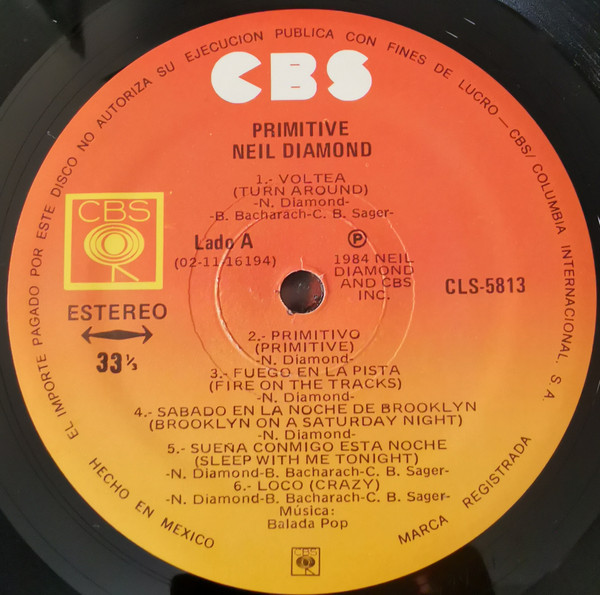 EL IMPORTE PAGADO POR ESTE DISCO NO AUTORIZA SU EJECUCION PUBLICA CON FINES DE LUCRO — CBS/COLUMBIA INTERNACIONAL, S.A.
CBS
PRIMITIVE
NEIL DIAMOND
1.- VOLTEA
(TURN AROUND)
-N. Diamond-
-B. Bacharach-C. B. Sager-
CBS
ESTEREO
33 1/3
Lado A
(02-11-16194)
Ⓟ
1984 NEIL
DIAMOND
AND CBS
INC.
CLS-5813
2.- PRIMITIVO
(PRIMITIVE)
-N. Diamond-
3.- FUEGO EN LA PISTA
(FIRE ON THE TRACKS)
-N. Diamond-
4.- SABADO EN LA NOCHE DE BROOKLYN
(BROOKLYN ON A SATURDAY NIGHT)
-N. Diamond-
5.- SUEÑA CONMIGO ESTA NOCHE
(SLEEP WITH ME TONIGHT)
-N. Diamond-B. Bacharach-C. B. Sager-
6.- LOCO (CRAZY)
-N. Diamond-B. Bacharach-C. B. Sager-
Música:
Balada Pop
HECHO EN MEXICO
CBS
MARCA REGISTRADA